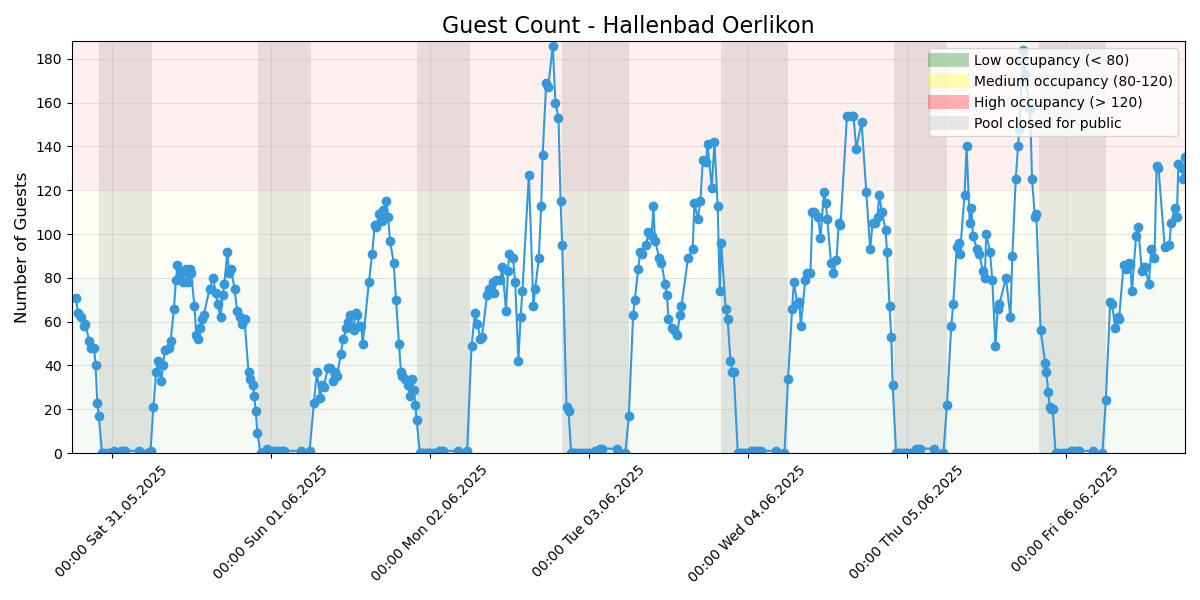 Guest Count - Hallenbad Oerlikon
Number of Guests
180
160
140
120
100
80
60
40
20
0
Low occupancy (< 80)
Medium occupancy (80-120)
High occupancy (> 120)
Pool closed for public
00:00 Sat 31.05.2025
00:00 Sun 01.06.2025
00:00 Mon 02.06.2025
00:00 Tue 03.06.2025
00:00 Wed 04.06.2025
00:00 Thu 05.06.2025
00:00 Fri 06.06.2025